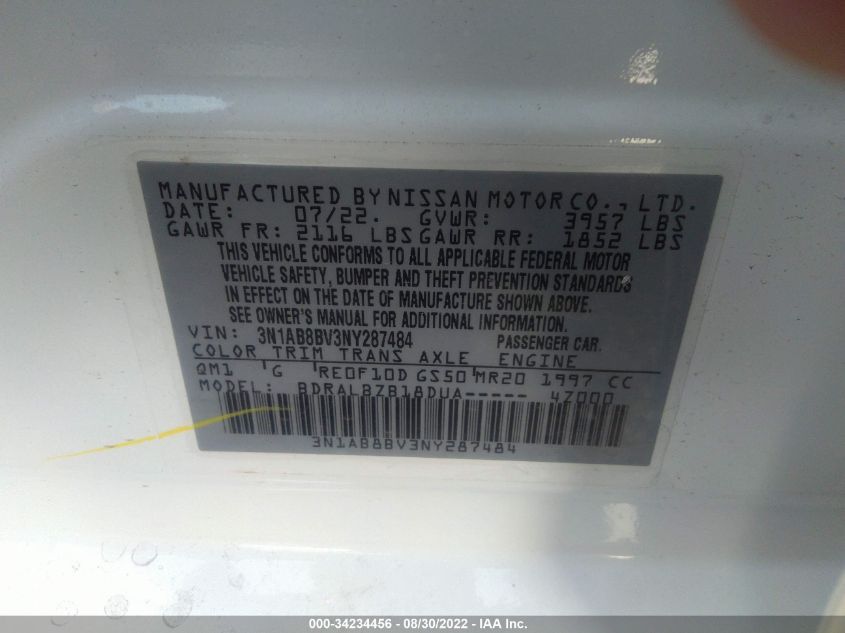 MANUFACTURED BY NISSAN MOTOR CO., LTD.
DATE: 07/22. GVWR: 3957 LBS
GAWR FR: 2116 LBS GAWR RR: 1852 LBS
THIS VEHICLE CONFORMS TO ALL APPLICABLE FEDERAL MOTOR
VEHICLE SAFETY, BUMPER AND THEFT PREVENTION STANDARDS
IN EFFECT ON THE DATE OF MANUFACTURE SHOWN ABOVE.
SEE OWNER'S MANUAL FOR ADDITIONAL INFORMATION.
VIN: 3N1AB8BV3NY287484 PASSENGER CAR.
COLOR TRIM TRANS AXLE ENGINE
QM1 G RE0F10D GS50 MR20 1997 CC
MODEL: BDRALBZB18DUA----- 4Z000
3N1AB8BV3NY287484
000-34234456 - 08/30/2022 - IAA Inc.